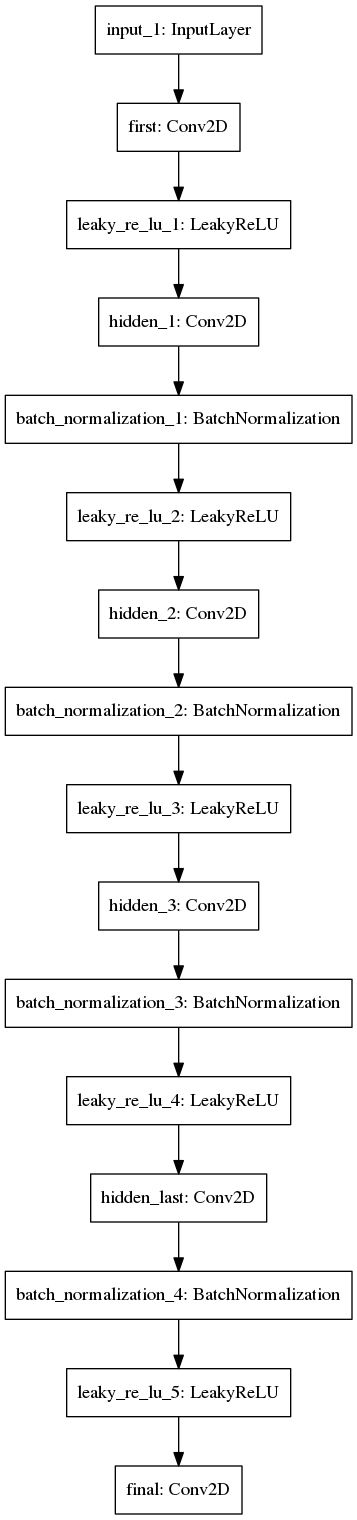 input_1: InputLayer
first: Conv2D
leaky_re_lu_1: LeakyReLU
hidden_1: Conv2D
batch_normalization_1: BatchNormalization
leaky_re_lu_2: LeakyReLU
hidden_2: Conv2D
batch_normalization_2: BatchNormalization
leaky_re_lu_3: LeakyReLU
hidden_3: Conv2D
batch_normalization_3: BatchNormalization
leaky_re_lu_4: LeakyReLU
hidden_last: Conv2D
batch_normalization_4: BatchNormalization
leaky_re_lu_5: LeakyReLU
final: Conv2D